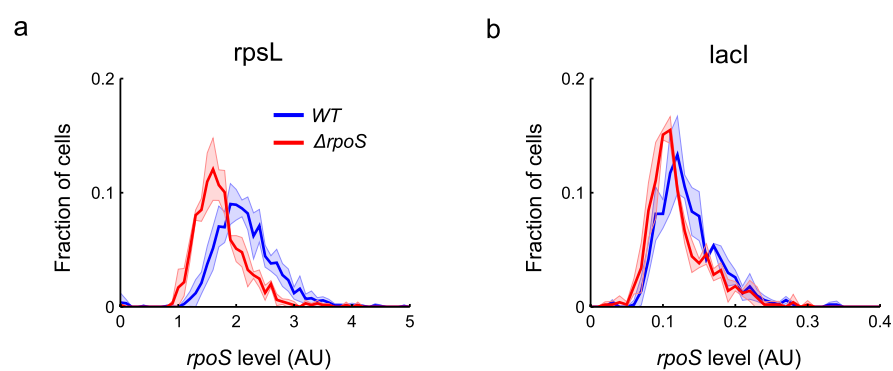 a
rpsL
0.2
0.1
0
Fraction of cells
0 1 2 3 4 5
rpoS level (AU)
WT
ΔrpoS
b
lacI
0.2
0.1
0
Fraction of cells
0 0.1 0.2 0.3 0.4
rpoS level (AU)